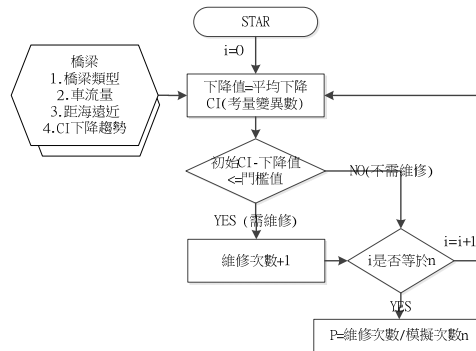 STAR
i=0
橋梁
1.橋梁類型
2.車流量
3.距海遠近
4.CI下降趨勢
下降值=平均下降
CI(考量變異數)
初始CI-下降值
<=門檻值
NO(不需維修)
YES (需維修)
i=i+1
維修次數+1
i是否等於n
YES
P=維修次數/模擬次數n